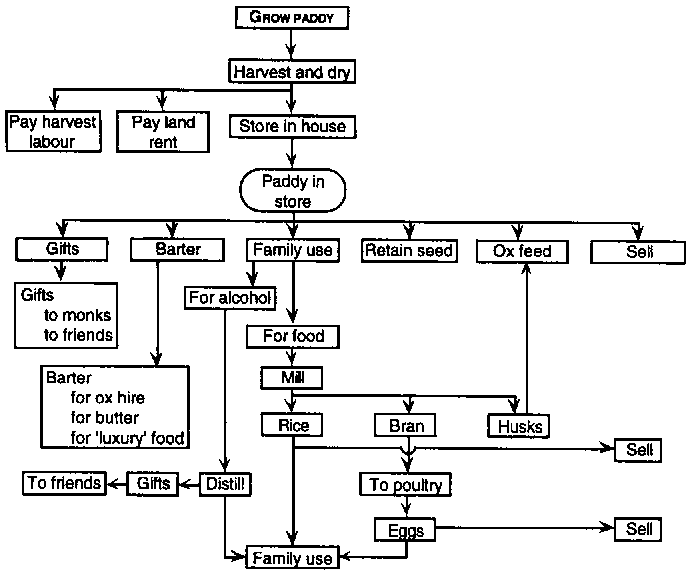 GROW PADDY
Harvest and dry
Pay harvest
labour
Pay land
rent
Store in house
Paddy in
store
Gifts
Barter
Family use
Retain seed
Ox feed
Sell
Gifts
to monks
to friends
For alcohol
For food
Barter
for ox hire
for butter
for 'luxury' food
Mill
Rice
Bran
Husks
Sell
To friends
Gifts
Distill
To poultry
Eggs
Sell
Family use